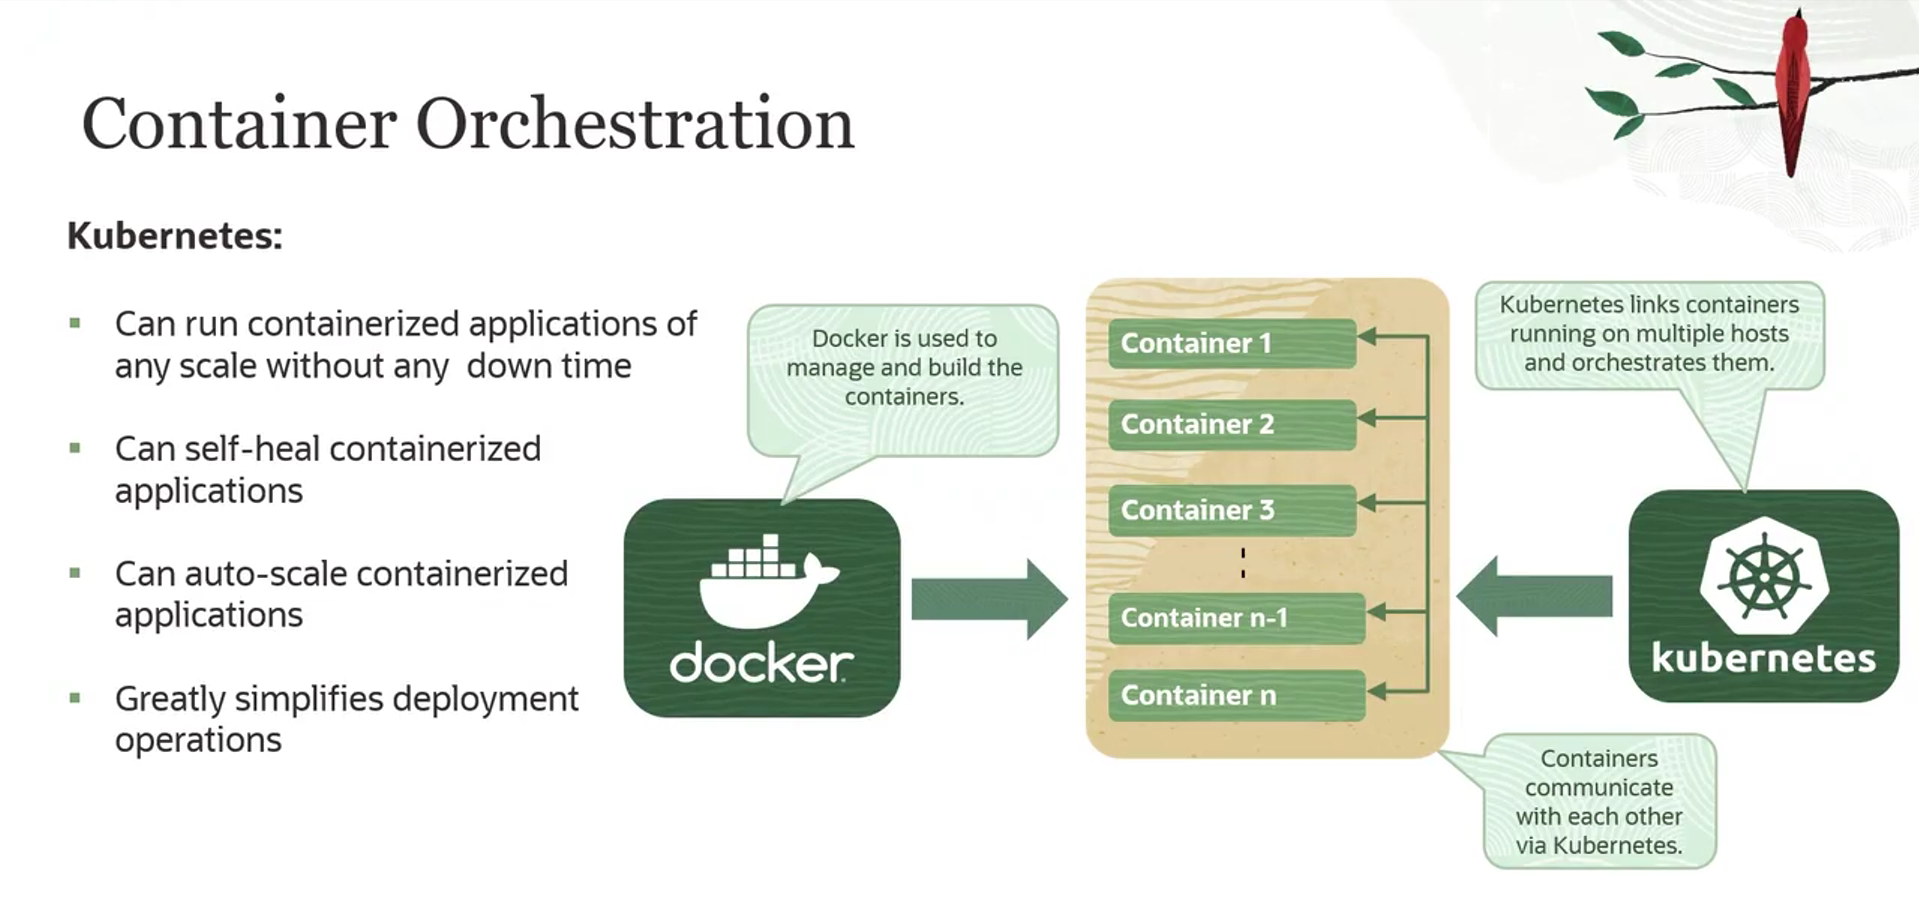 Container Orchestration
Kubernetes:
Can run containerized applications of
any scale without any  down time
Can self-heal containerized
applications
Can auto-scale containerized
applications
Greatly simplifies deployment
operations
Docker is used to
manage and build the
containers.
docker.
Container 1
Container 2
Container 3
Container n-1
Container n
Kubernetes links containers
running on multiple hosts
and orchestrates them.
kubernetes
Containers
communicate
with each other
via Kubernetes.